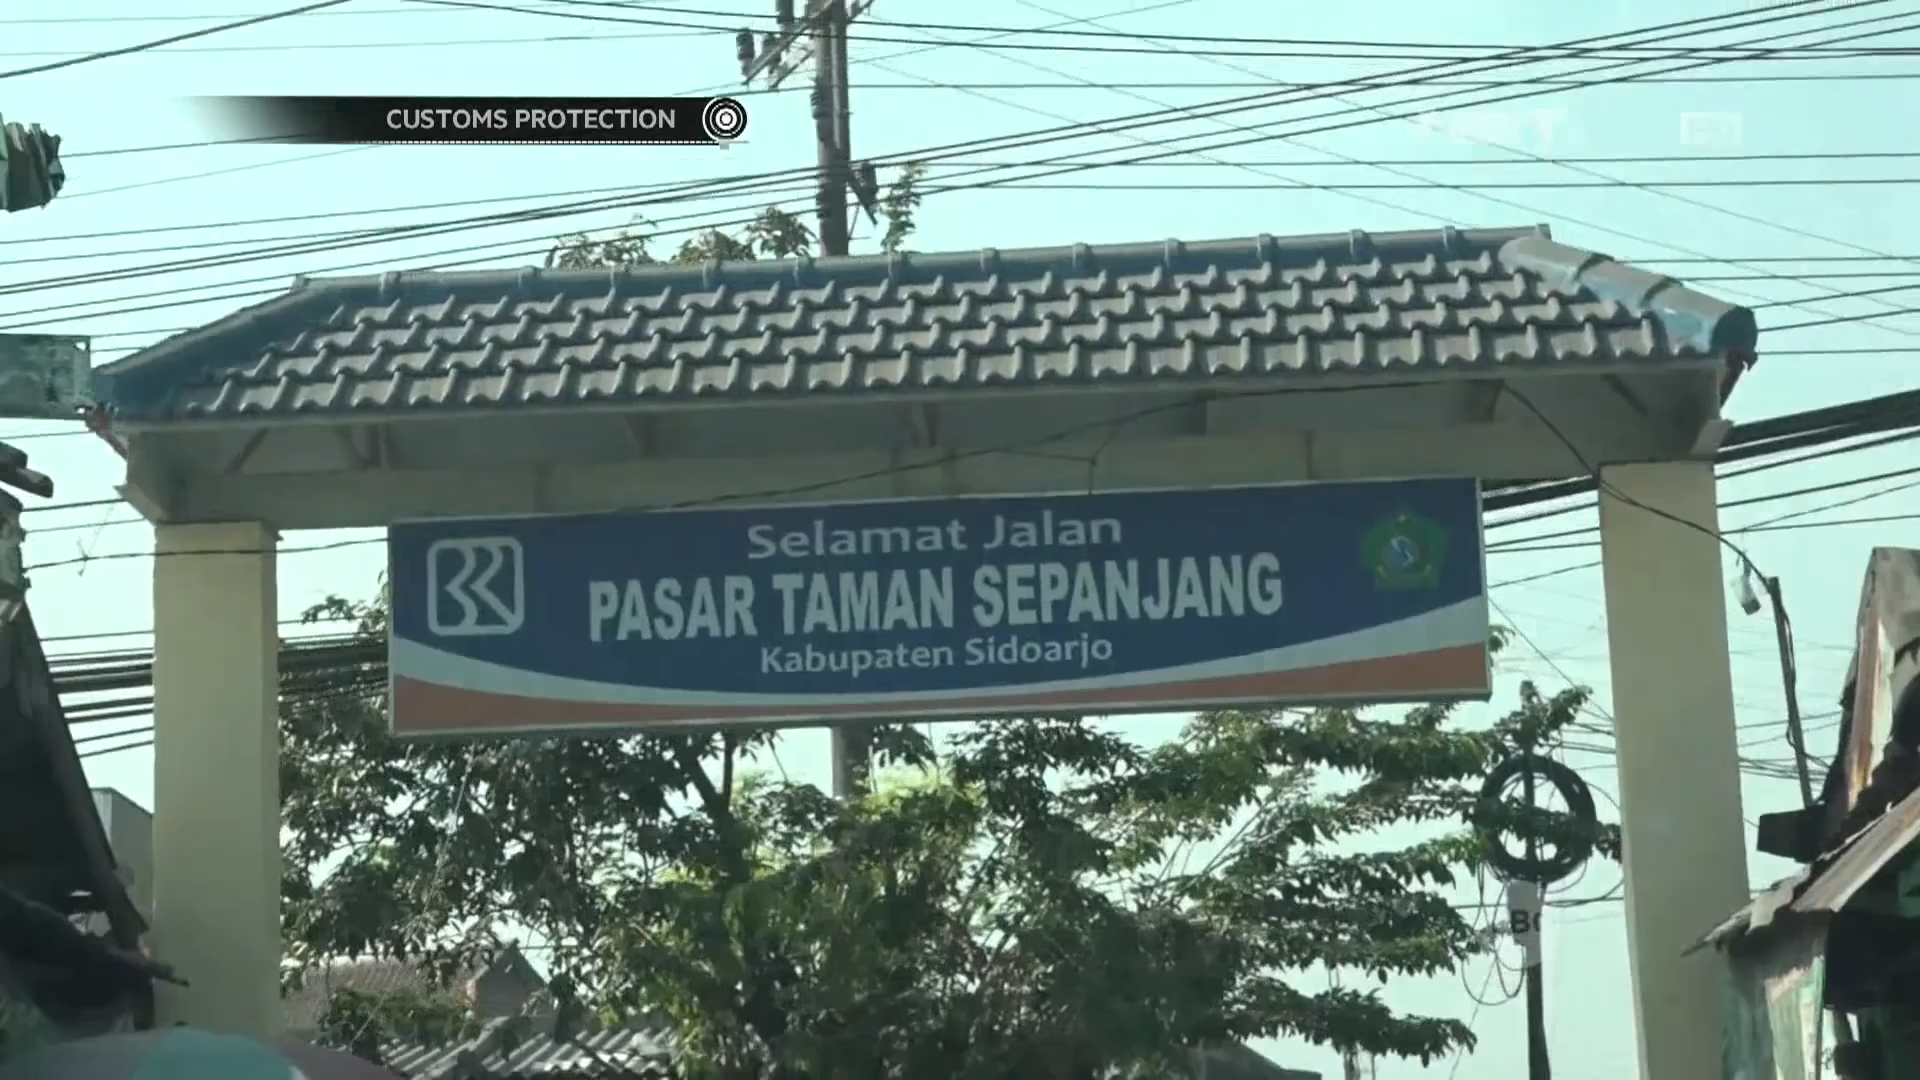 CUSTOMS PROTECTION
Selamat Jalan
PASAR TAMAN SEPANJANG
Kabupaten Sidoarjo